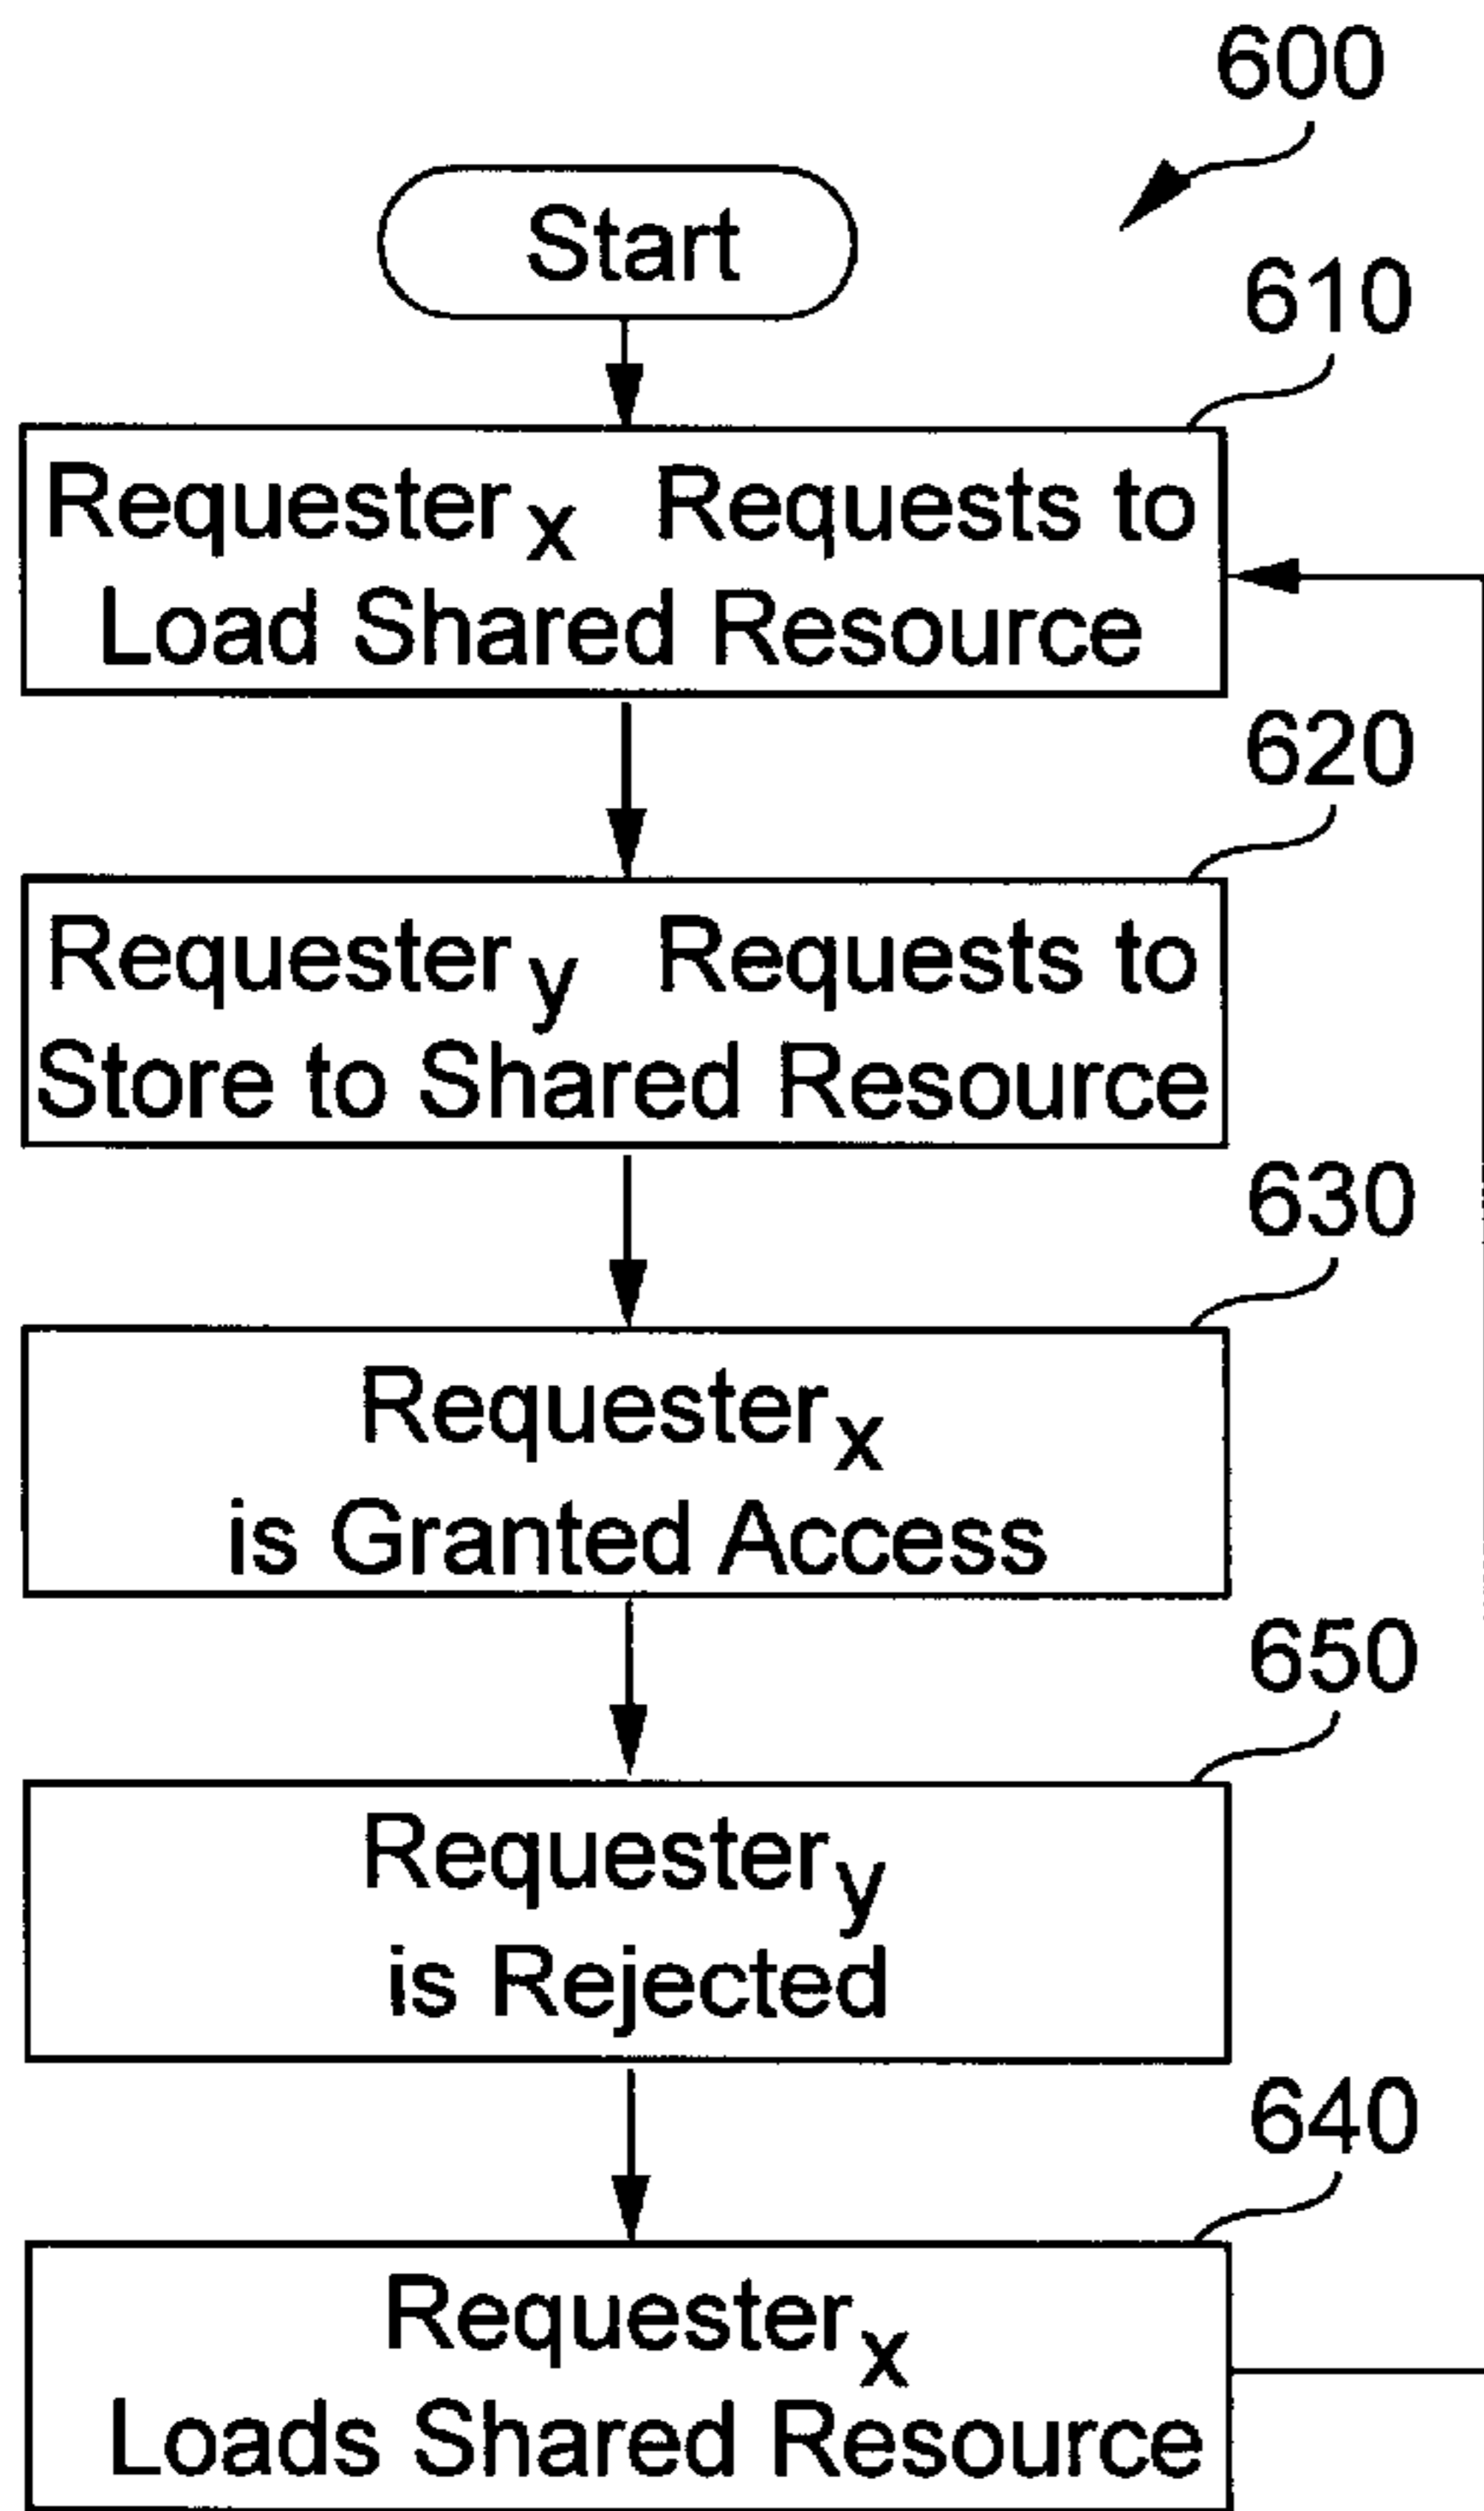 600
Start
610
Requester x Requests to
Load Shared Resource
620
Requester y Requests to
Store to Shared Resource
630
Requester x
is Granted Access
650
Requester y
is Rejected
640
Requester x
Loads Shared Resource